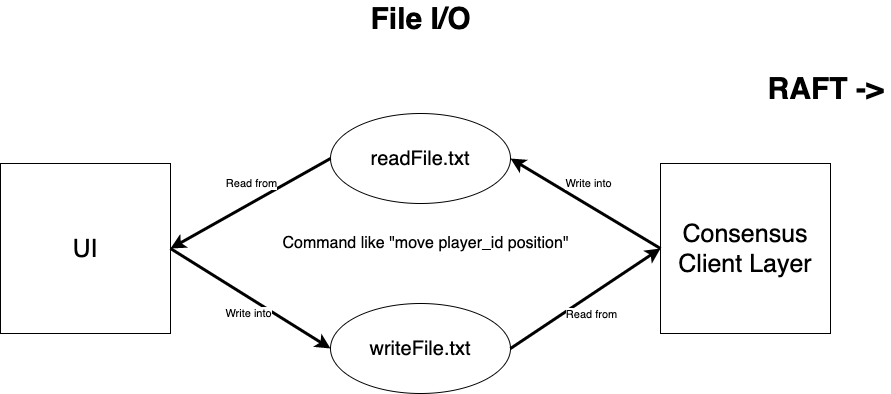 File I/O
RAFT ->
readFile.txt
Read from
Write into
UI
Command like "move player_id position"
Consensus
Client Layer
Write into
Read from
writeFile.txt